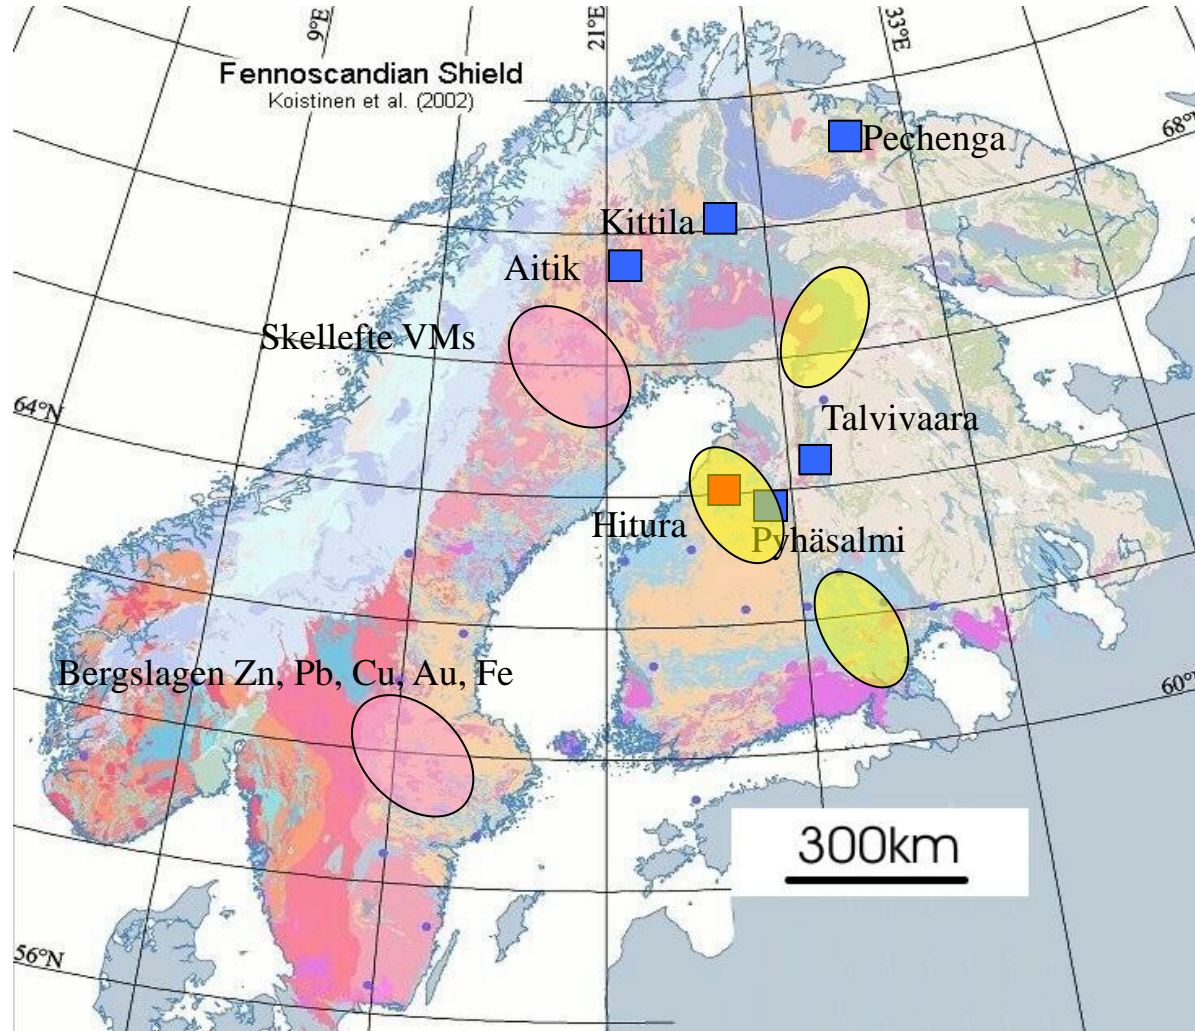 9°E
21°E
33°E
Fennoscandian Shield
Koistinen et al. (2002)
68°
Pechenga
Kittila
Aitik
Skellefte VMs
64°N
Talvivaara
Hitura
Pyhäsalmi
Bergslagen Zn, Pb, Cu, Au, Fe
60°
300km
56°N